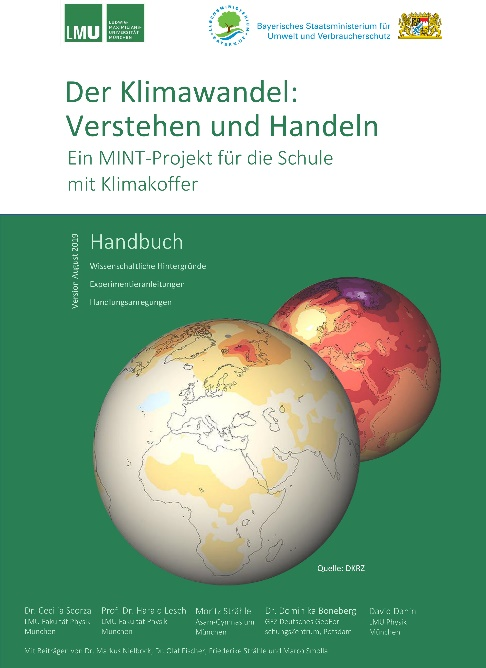 LMU
LUDWIG-
MAXIMILIANS-
UNIVERSITÄT
MÜNCHEN
Bayerisches Staatsministerium für
Umwelt und Verbraucherschutz
Der Klimawandel:
Verstehen und Handeln
Ein MINT-Projekt für die Schule
mit Klimakoffer
Version August 2019
Handbuch
Wissenschaftliche Hintergründe
Experimentieranleitungen
Handlungsanregungen
Quelle: DKRZ
Dr. Cecilia Scorza
LMU Fakultät Physik
München
Prof. Dr. Harald Lesch
LMU Fakultät Physik
München
Moritz Strähle
Asam-Gymnasium
München
Dr. Dominika Boneberg
GFZ Deutsches GeoFor-
schungsZentrum, Potsdam
David Dahm
LMU Physik
München
Mit Beiträgen von Dr. Markus Nielbock, Dr. Olaf Fischer, Friederike Strähle und Marco Smolla